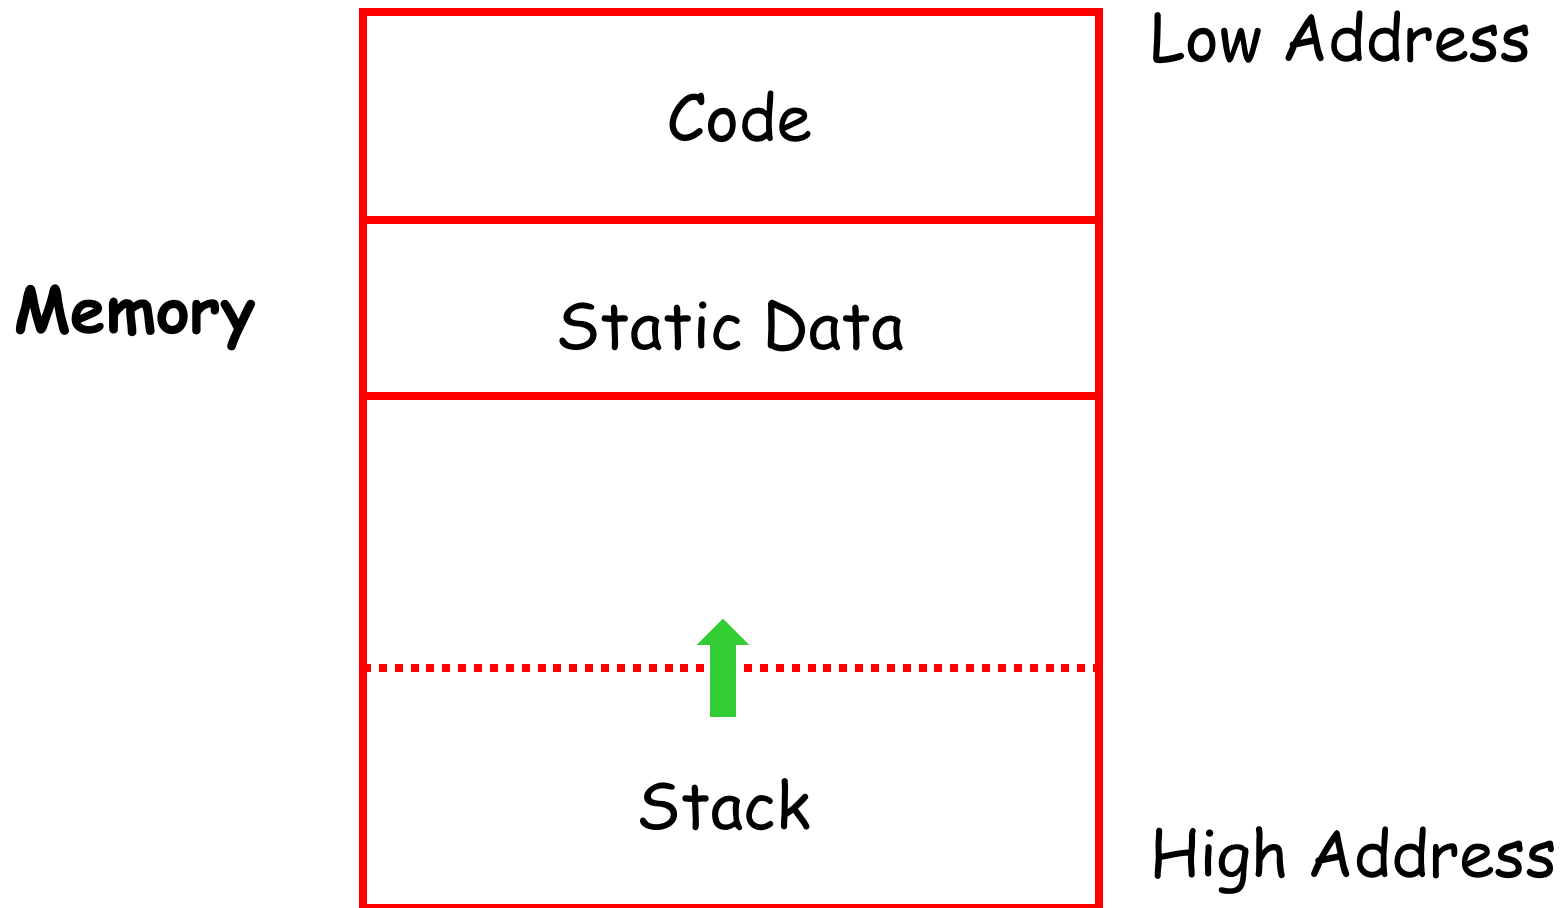 Low Address
Code
Memory
Static Data
Stack
High Address